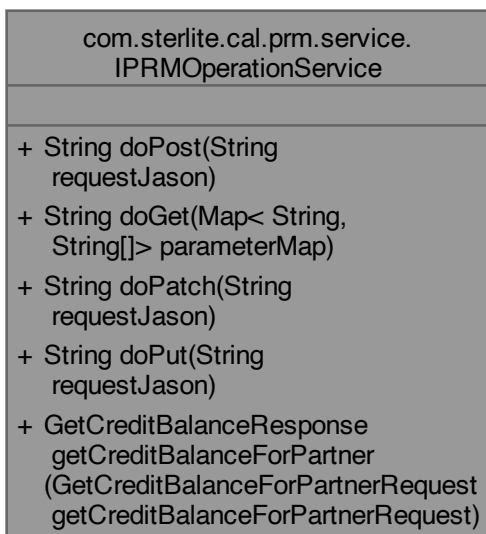 com.sterlite.cal.prm.service.
IPRMOperationService
+ String doPost(String
requestJason)
+ String doGet(Map< String,
String[]> parameterMap)
+ String doPatch(String
requestJason)
+ String doPut(String
requestJason)
+ GetCreditBalanceResponse
getCreditBalanceForPartner
(GetCreditBalanceForPartnerRequest
getCreditBalanceForPartnerRequest)